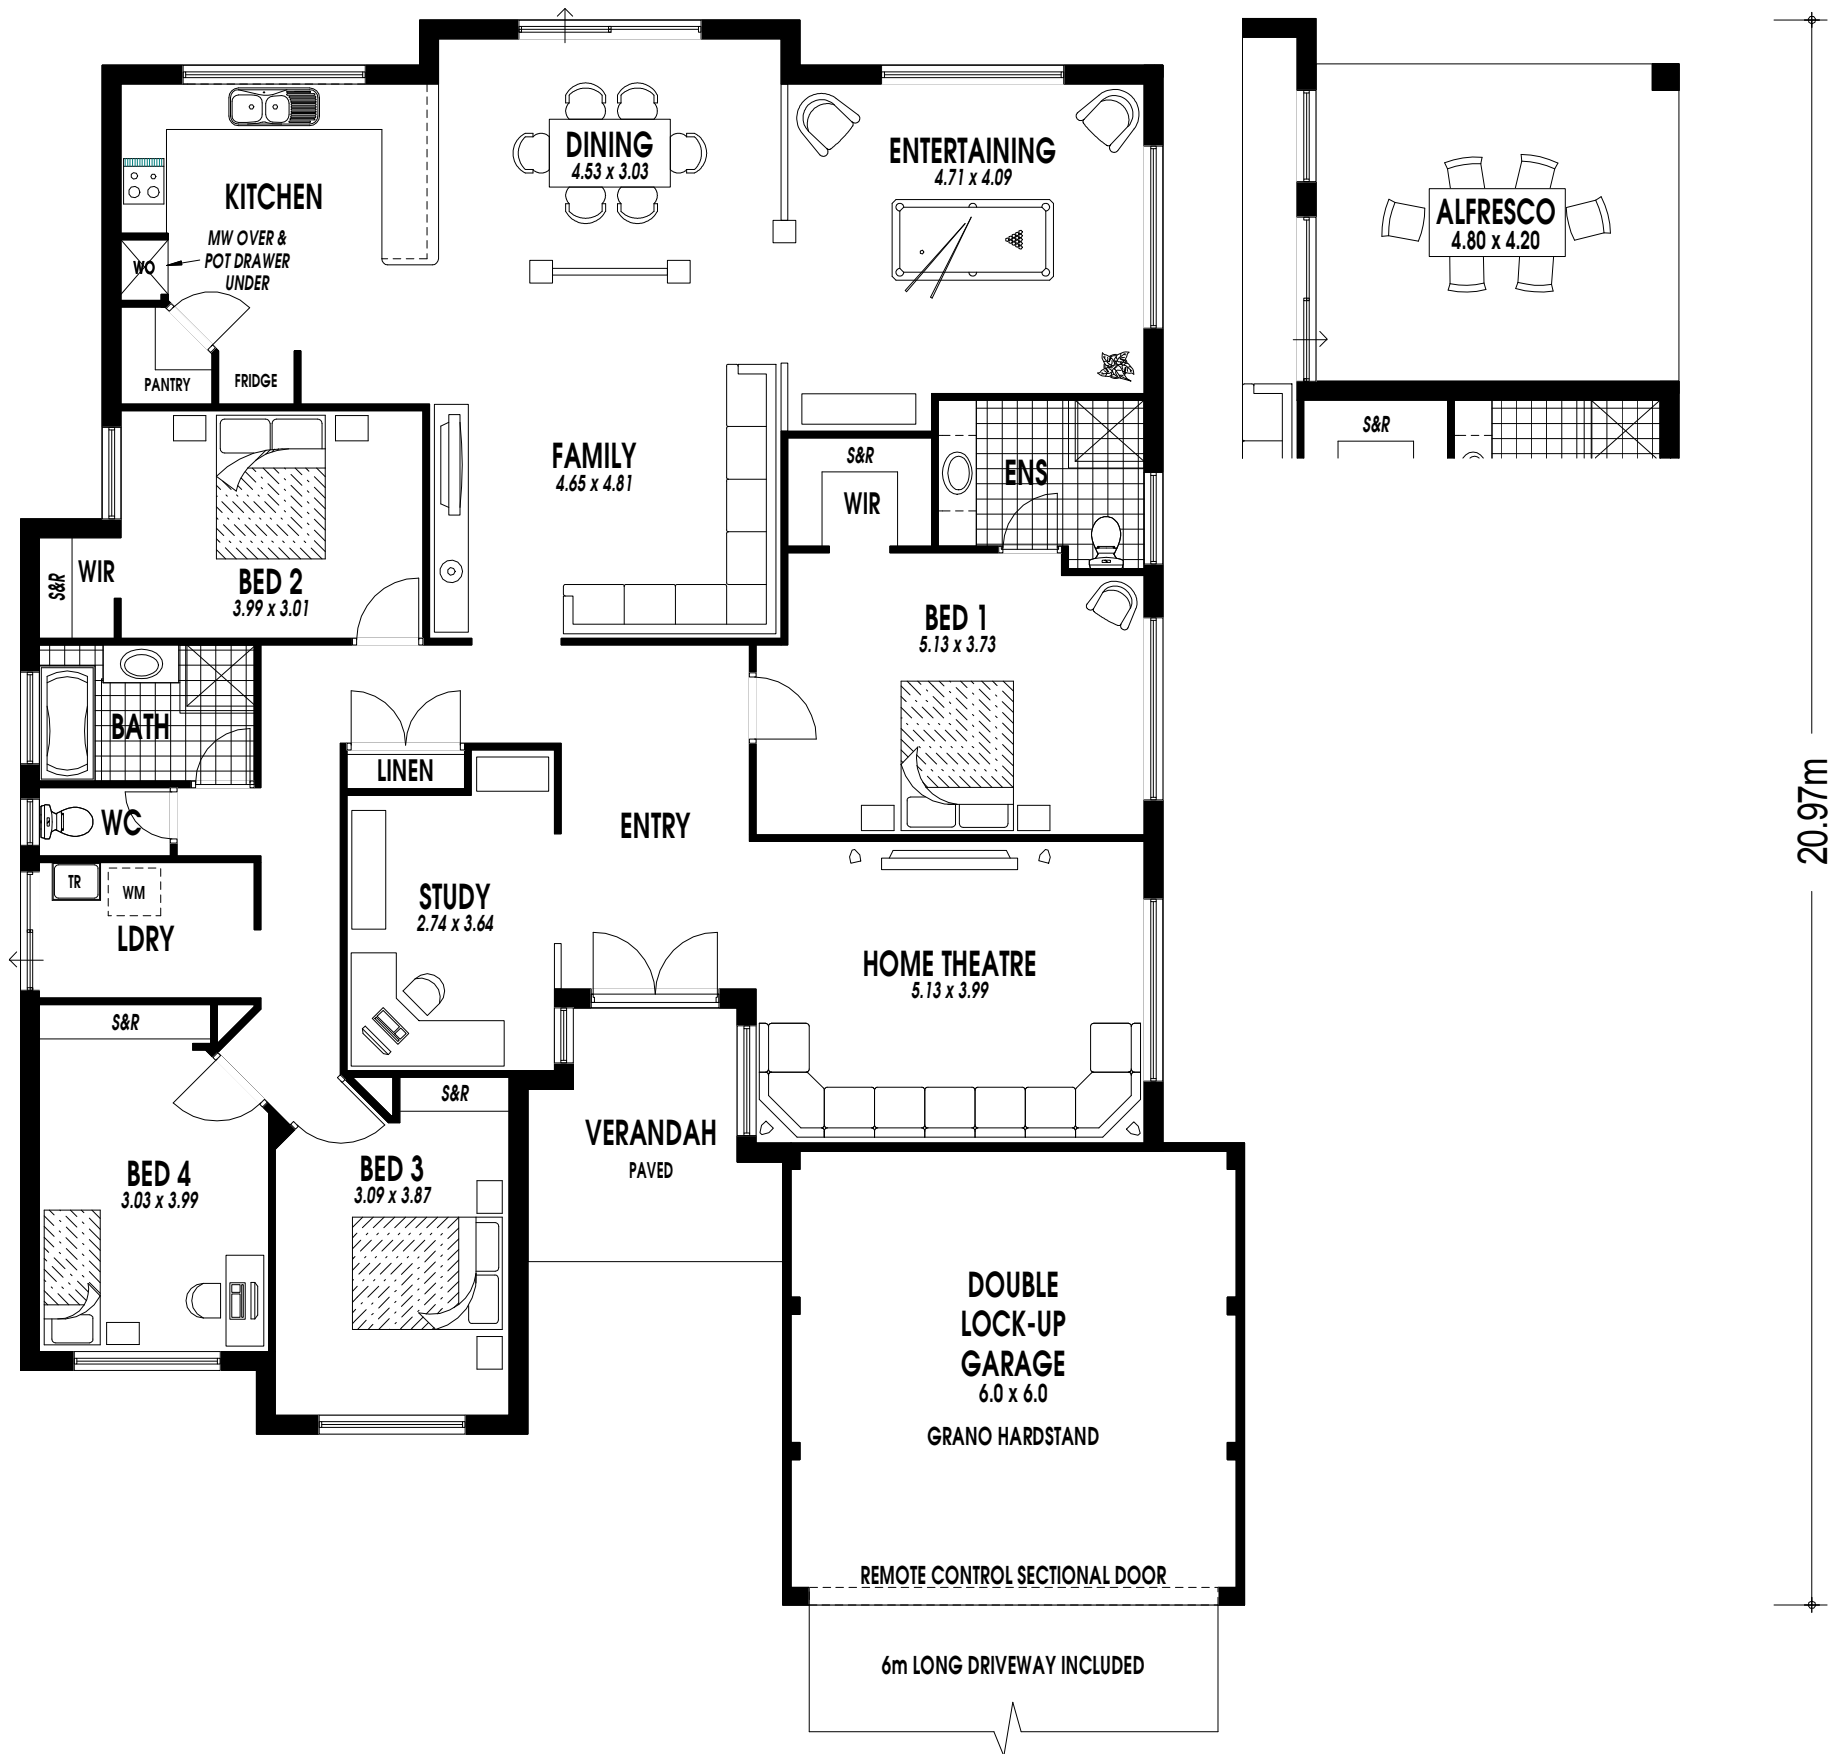 DINING
4.53 x 3.03
ENTERTAINING
4.71 x 4.09
KITCHEN
MW OVER &
POT DRAWER
UNDER
WO
PANTRY
FRIDGE
ALFRESCO
4.80 x 4.20
S&R
FAMILY
4.65 x 4.81
S&R
WIR
ENS
S&R
WIR
BED 2
3.99 x 3.01
BED 1
5.13 x 3.73
BATH
LINEN
WC
ENTRY
20.97m
TR
WM
LDRY
STUDY
2.74 x 3.64
HOME THEATRE
5.13 x 3.99
S&R
S&R
VERANDAH
PAVED
BED 4
3.03 x 3.99
BED 3
3.09 x 3.87
DOUBLE
LOCK-UP
GARAGE
6.0 x 6.0
GRANO HARDSTAND
REMOTE CONTROL SECTIONAL DOOR
6m LONG DRIVEWAY INCLUDED